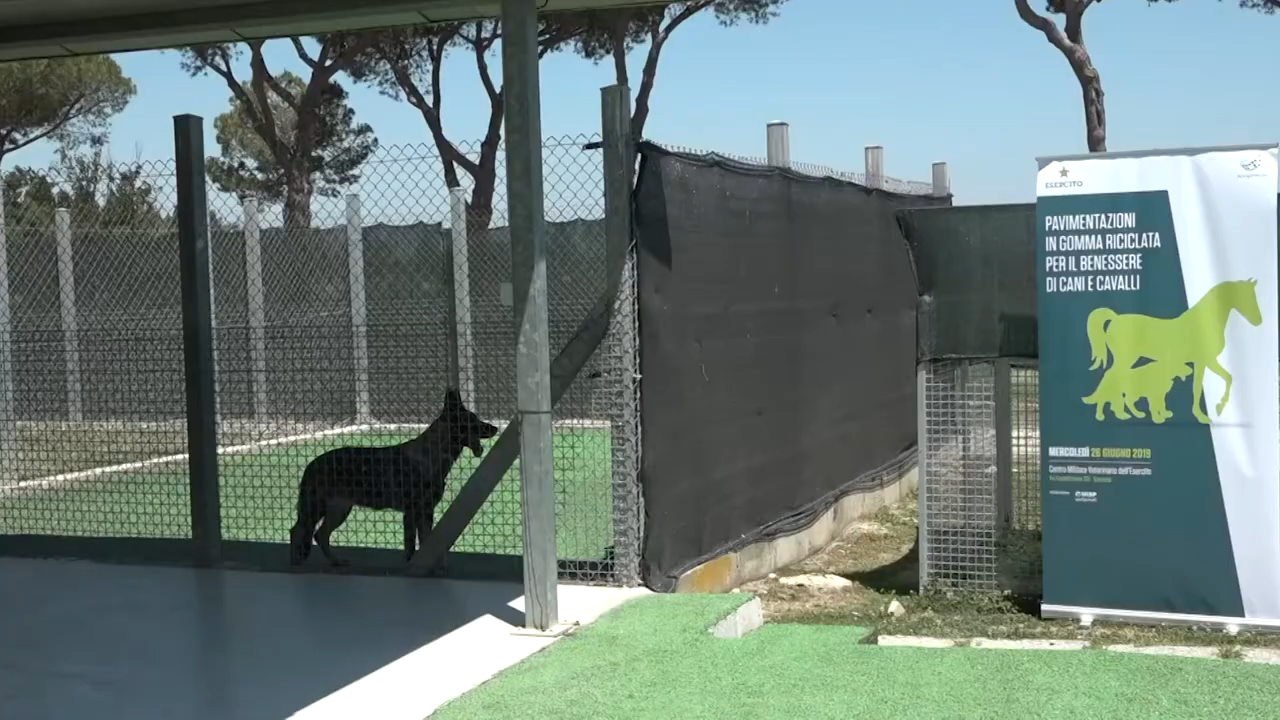 ESERCITO
PAVIMENTAZIONI
IN GOMMA RICICLATA
PER IL BENESSERE
DI CANI E CAVALLI
MERCOLEDÌ 26 GIUGNO 2019
Centro Militare Veterinario dell'Esercito